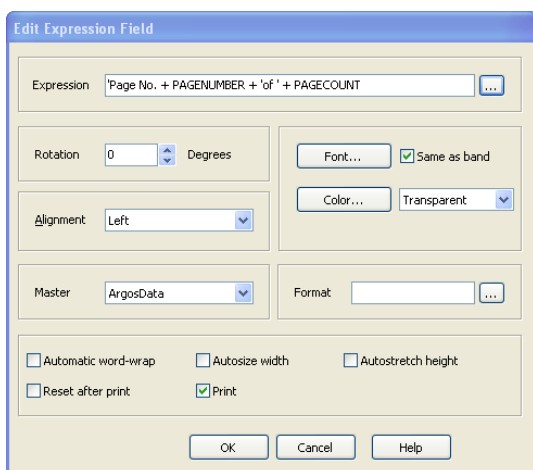 Edit Expression Field
Expression 'Page No. + PAGENUMBER + 'of ' + PAGECOUNT ...
Rotation 0 Degrees
Font... Same as band
Color... Transparent
Alignment Left
Master ArgosData
Format ...
Automatic word-wrap Autosize width Autostretch height
Reset after print Print
OK Cancel Help